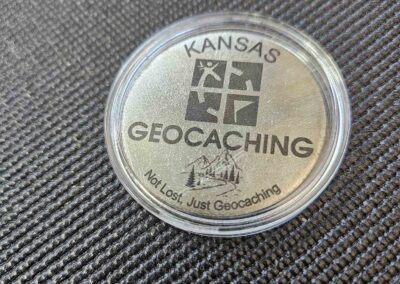 KANSAS
GEOCACHING
Not Lost, Just Geocaching